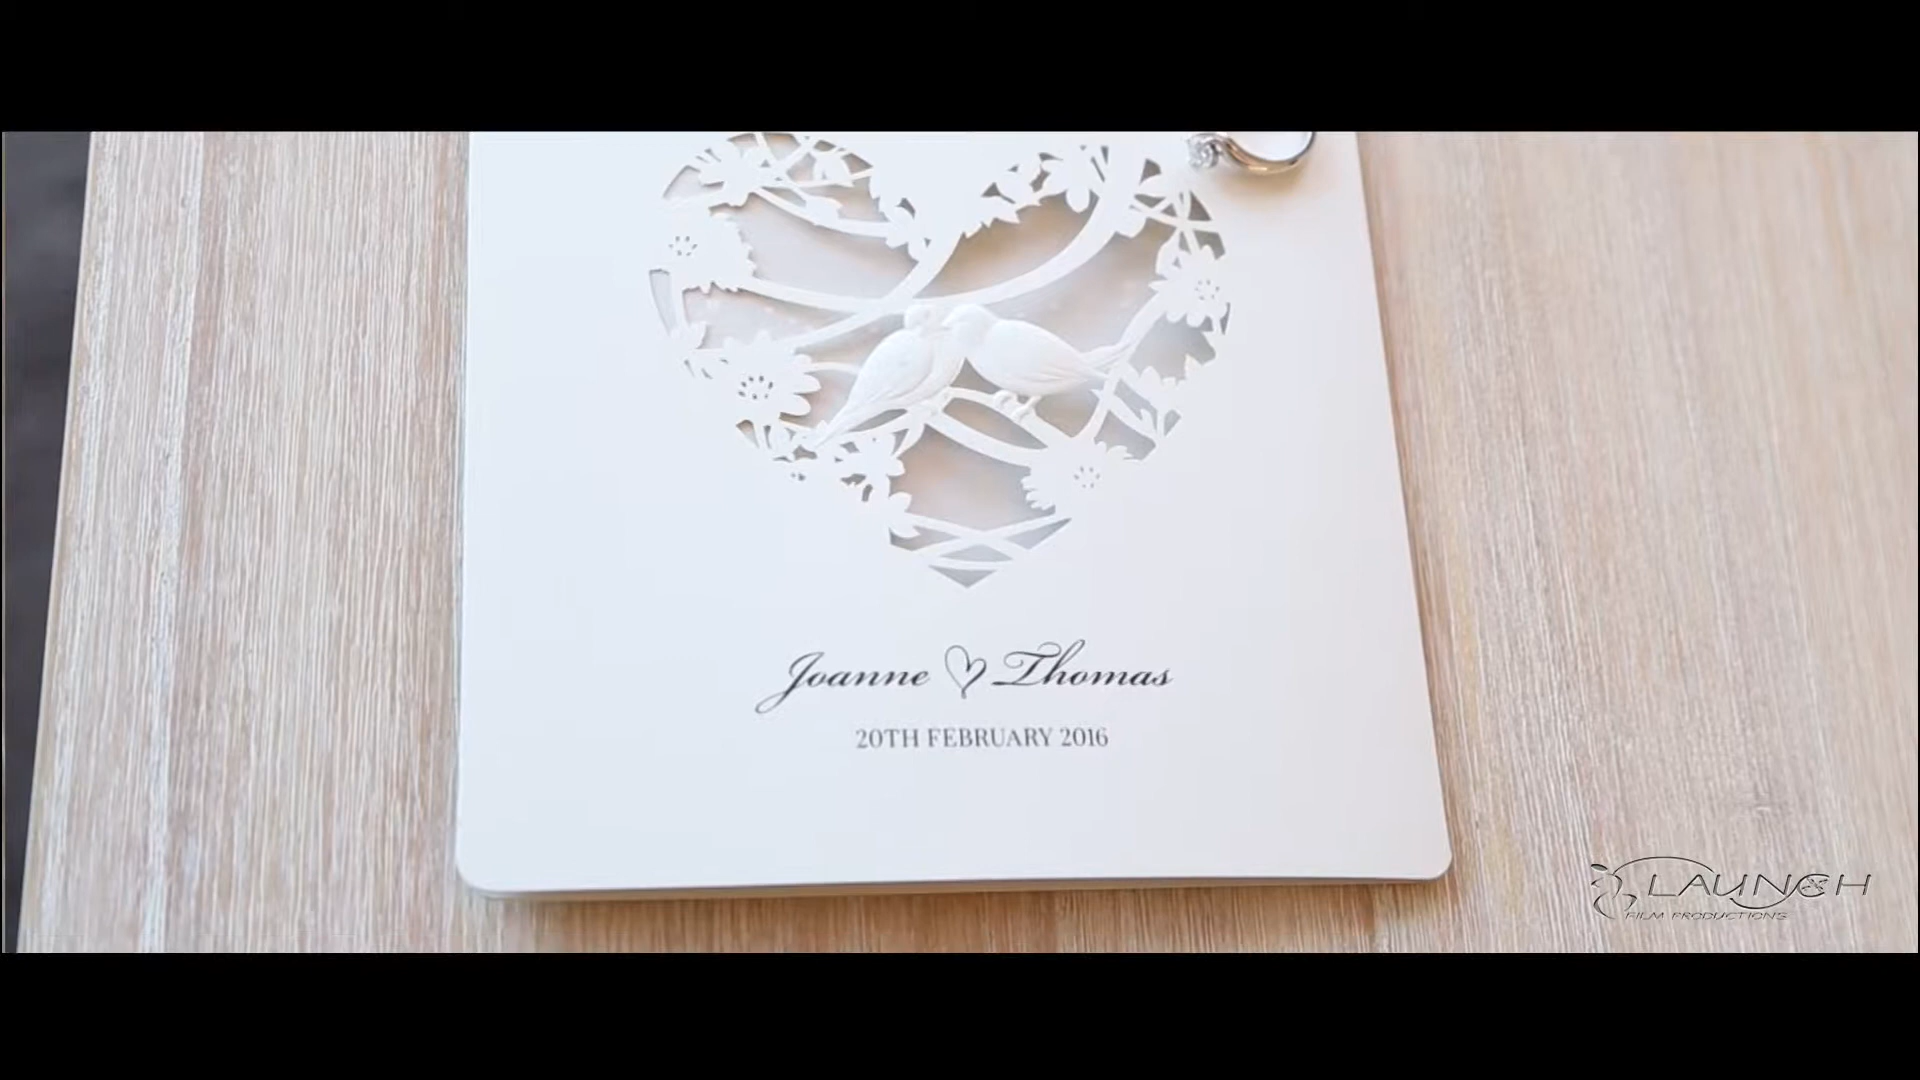 Joanne ♡ Thomas
20TH FEBRUARY 2016
LAUNCH
FILM PRODUCTIONS